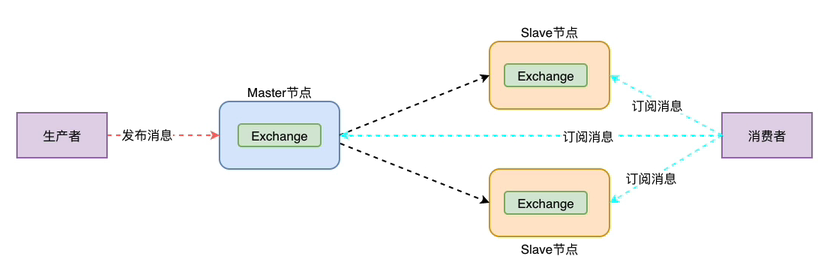 Slave节点
Exchange
Master节点
订阅消息
生产者
发布消息
Exchange
订阅消息
消费者
订阅消息
Exchange
Slave节点